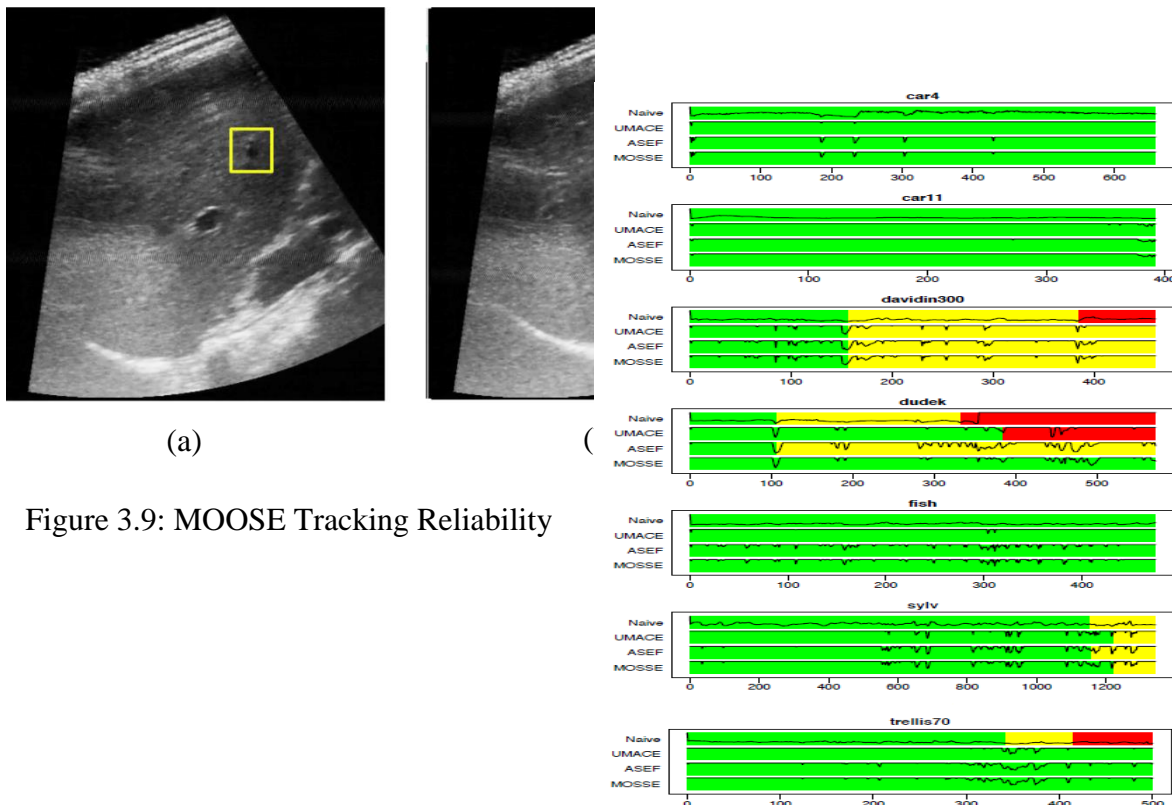 (a)
(
Figure 3.9: MOOSE Tracking Reliability
car4
Naive
UMACE
ASEF
MOSSE
0 100 200 300 400 500 600
car11
Naive
UMACE
ASEF
MOSSE
0 100 200 300 400
davidin300
Naive
UMACE
ASEF
MOSSE
0 100 200 300 400
dudek
Naive
UMACE
ASEF
MOSSE
0 100 200 300 400 500
fish
Naive
UMACE
ASEF
MOSSE
0 100 200 300 400
sylv
Naive
UMACE
ASEF
MOSSE
0 200 400 600 800 1000 1200
trellis70
Naive
UMACE
ASEF
MOSSE
0 100 200 300 400 500